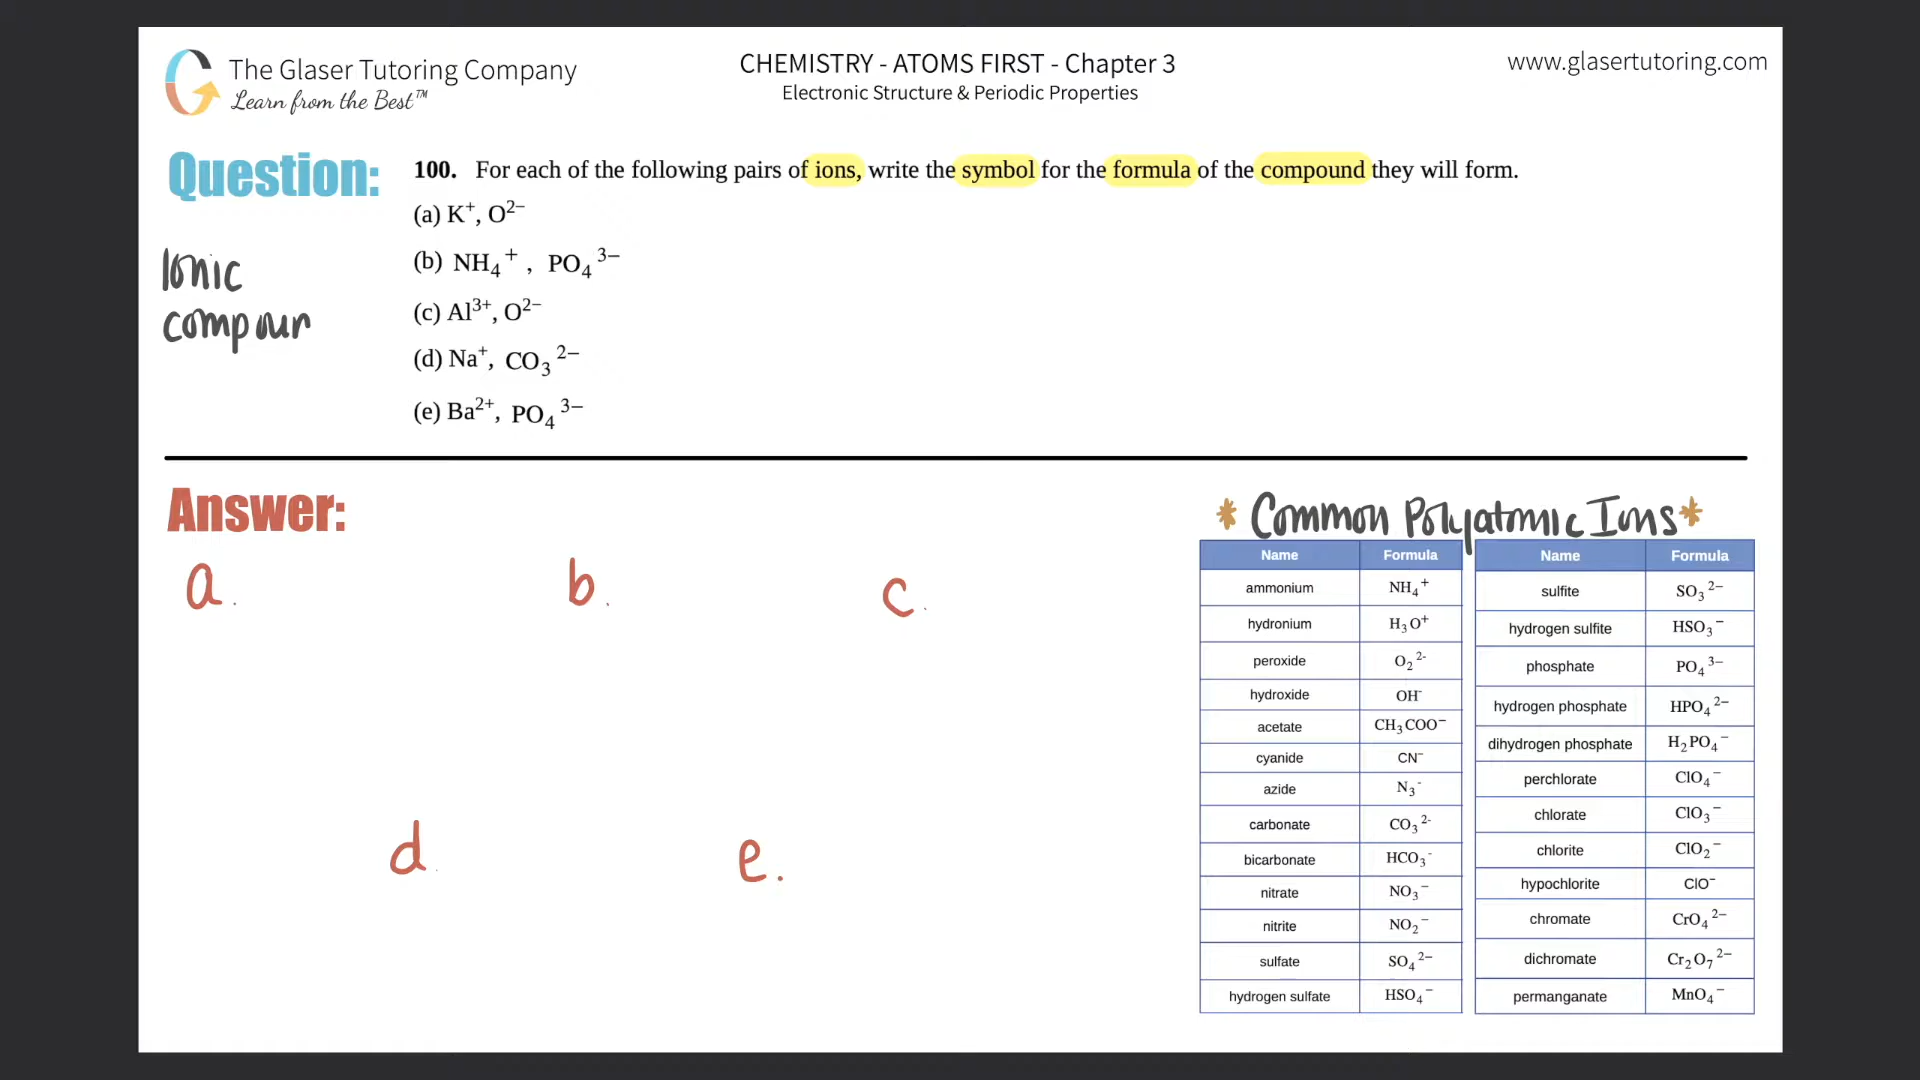 The Glaser Tutoring Company
Learn from the Best™
CHEMISTRY - ATOMS FIRST - Chapter 3
Electronic Structure & Periodic Properties
www.glasertutoring.com
Question:
100. For each of the following pairs of ions, write the symbol for the formula of the compound they will form.
(a) K⁺, O²⁻
(b) NH₄⁺, PO₄³⁻
(c) Al³⁺, O²⁻
(d) Na⁺, CO₃²⁻
(e) Ba²⁺, PO₄³⁻
Ionic
compour
Answer:
a.
b.
c.
d.
e.
* Common Polyatomic Ions *
Name Formula
ammonium NH₄⁺
hydronium H₃O⁺
peroxide O₂²⁻
hydroxide OH⁻
acetate CH₃COO⁻
cyanide CN⁻
azide N₃⁻
carbonate CO₃²⁻
bicarbonate HCO₃⁻
nitrate NO₃⁻
nitrite NO₂⁻
sulfate SO₄²⁻
hydrogen sulfate HSO₄⁻
Name Formula
sulfite SO₃²⁻
hydrogen sulfite HSO₃⁻
phosphate PO₄³⁻
hydrogen phosphate HPO₄²⁻
dihydrogen phosphate H₂PO₄⁻
perchlorate ClO₄⁻
chlorate ClO₃⁻
chlorite ClO₂⁻
hypochlorite ClO⁻
chromate CrO₄²⁻
dichromate Cr₂O₇²⁻
permanganate MnO₄⁻